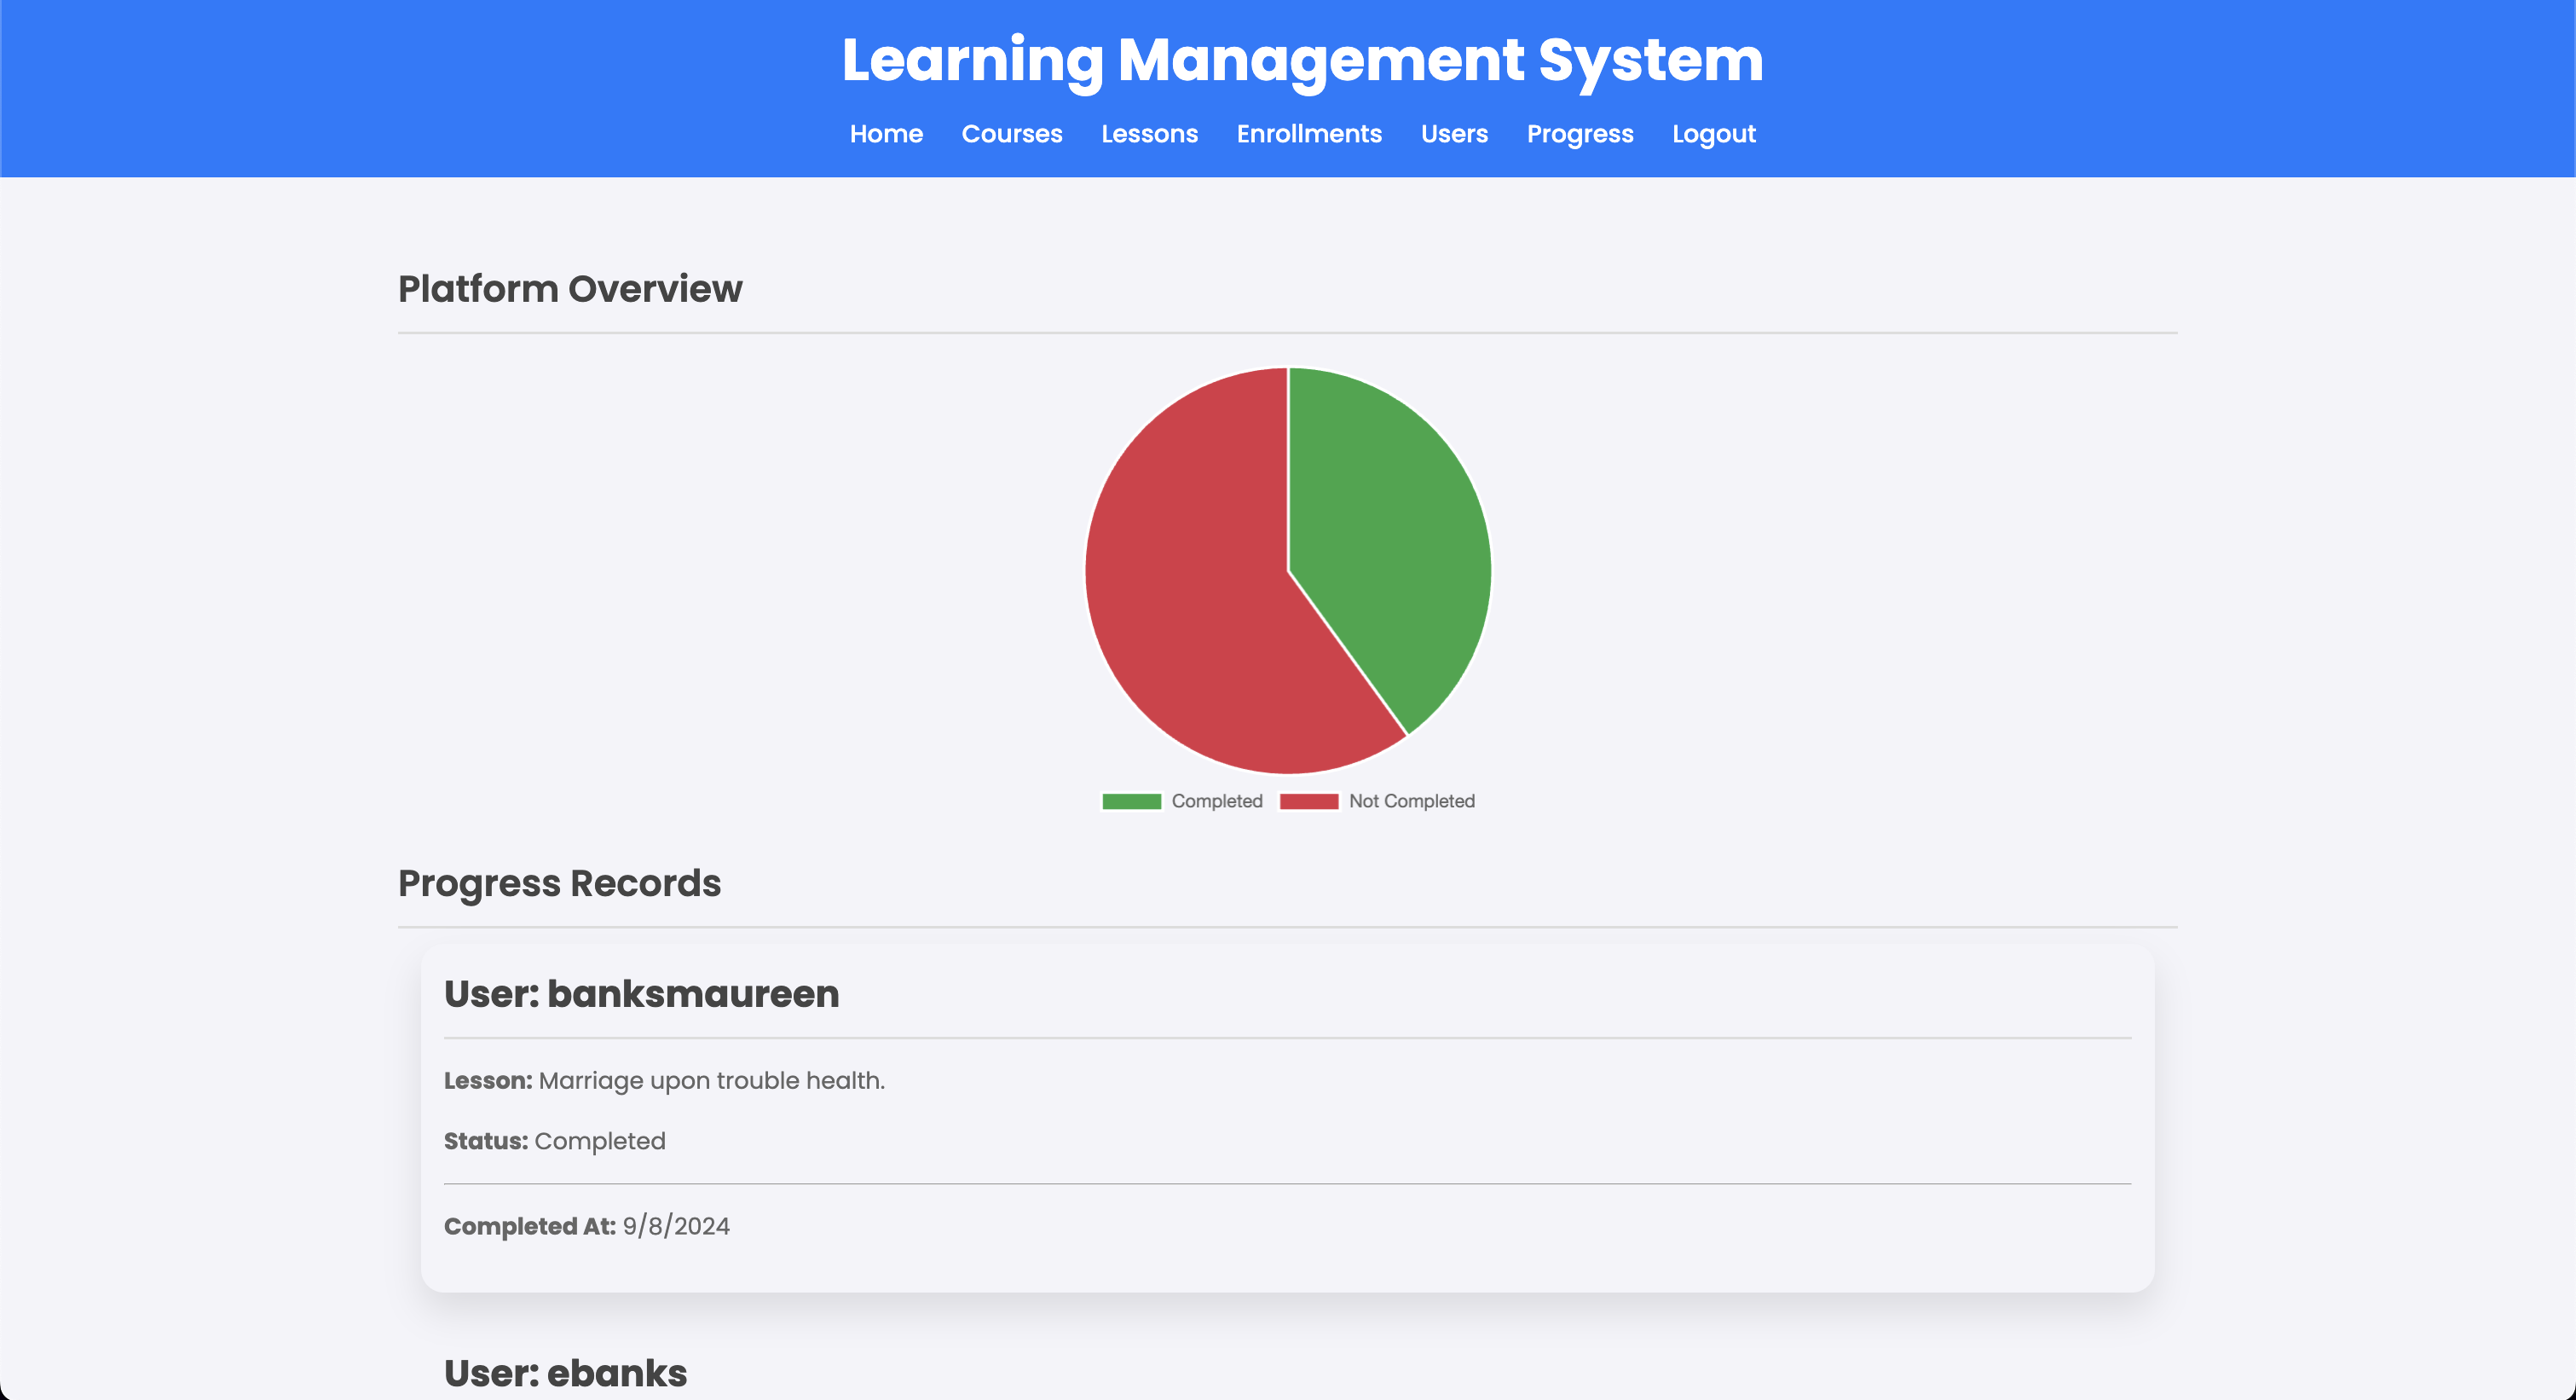 Learning Management System
Home Courses Lessons Enrollments Users Progress Logout
Platform Overview
Completed Not Completed
Progress Records
User: banksmaureen
Lesson: Marriage upon trouble health.
Status: Completed
Completed At: 9/8/2024
User: ebanks